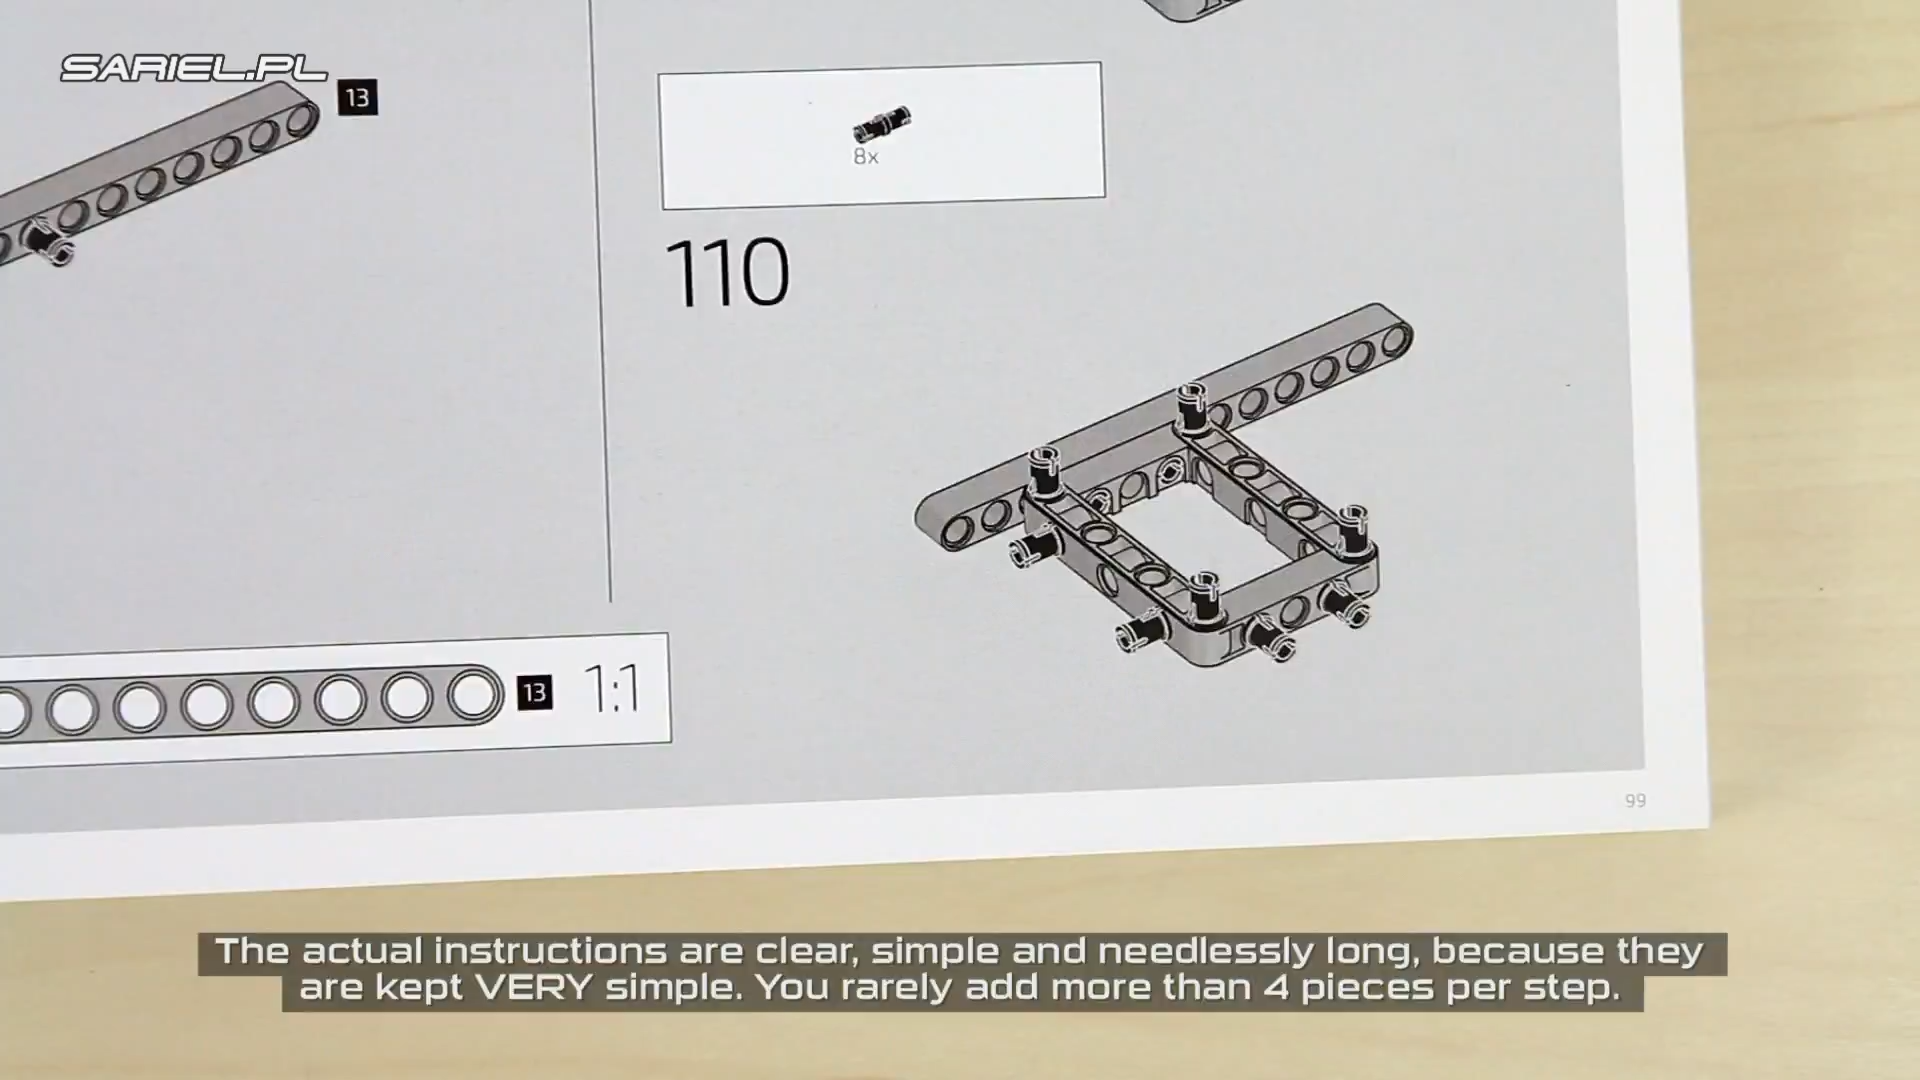 SARIEL.PL
13
8x
110
13 1:1
99
The actual instructions are clear, simple and needlessly long, because they
are kept VERY simple. You rarely add more than 4 pieces per step.